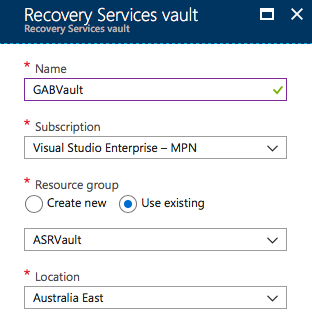 Recovery Services vault
Recovery Services vault
* Name
GABVault
* Subscription
Visual Studio Enterprise – MPN
* Resource group
Create new Use existing
ASRVault
* Location
Australia East